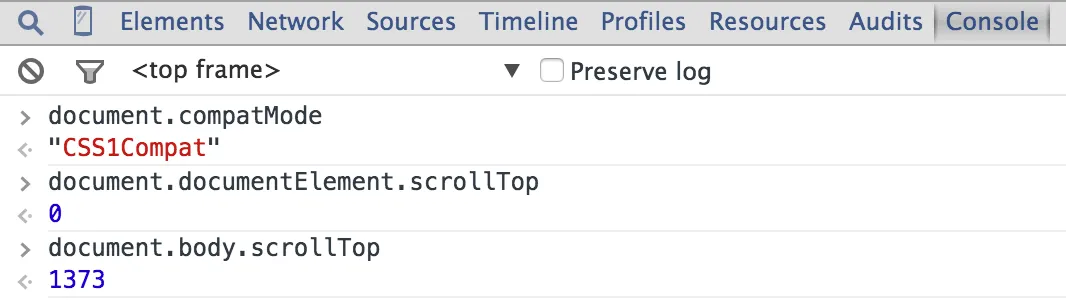 Elements Network Sources Timeline Profiles Resources Audits Console
<top frame> ▼ Preserve log
> document.compatMode
<· "CSS1Compat"
> document.documentElement.scrollTop
<· 0
> document.body.scrollTop
<· 1373